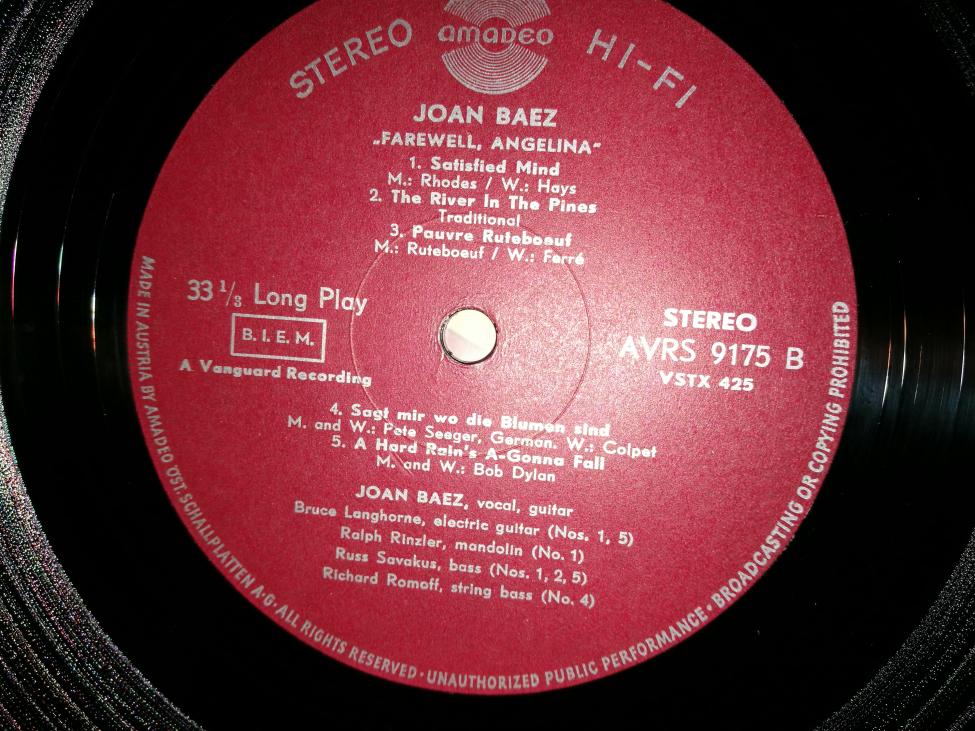 STEREO amadeo HI-FI
JOAN BAEZ
„FAREWELL, ANGELINA“
1. Satisfied Mind
M.: Rhodes / W.: Hays
2. The River In The Pines
Traditional
3. Pauvre Ruteboeuf
M.: Ruteboeuf / W.: Ferré
33 1/3 Long Play
B. I. E. M.
A Vanguard Recording
STEREO
AVRS 9175 B
VSTX 425
4. Sagt mir wo die Blumen sind
M. and W.: Pete Seeger, German. W.: Colpet
5. A Hard Rain's A-Gonna Fall
M. and W.: Bob Dylan
JOAN BAEZ, vocal, guitar
Bruce Langhorne, electric guitar (Nos. 1, 5)
Ralph Rinzler, mandolin (No. 1)
Russ Savakus, bass (Nos. 1, 2, 5)
Richard Romoff, string bass (No. 4)
MADE IN AUSTRIA BY AMADEO ÖST. SCHALLPLATTEN A·G· ALL RIGHTS RESERVED · UNAUTHORIZED PUBLIC PERFORMANCE · BROADCASTING OR COPYING PROHIBITED